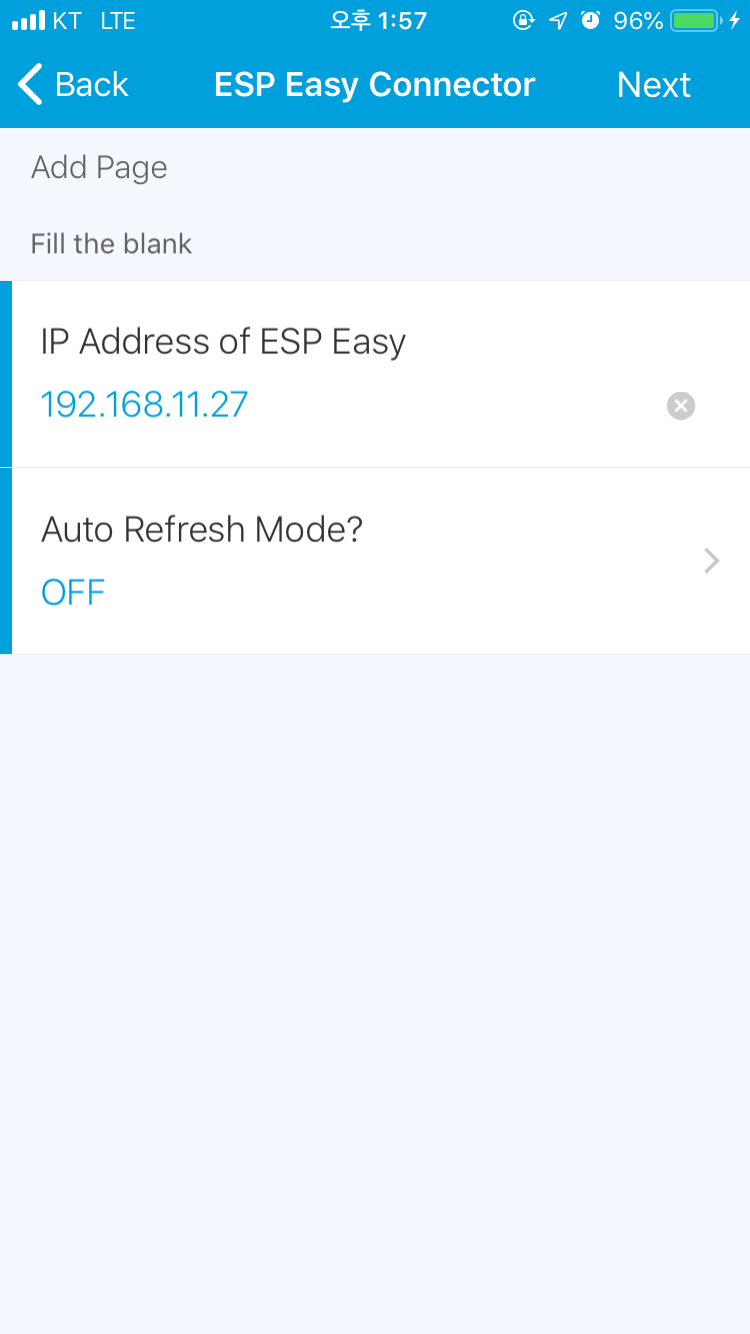 KT LTE 오후 1:57 96%
Back ESP Easy Connector Next
Add Page
Fill the blank
IP Address of ESP Easy
192.168.11.27
Auto Refresh Mode?
OFF